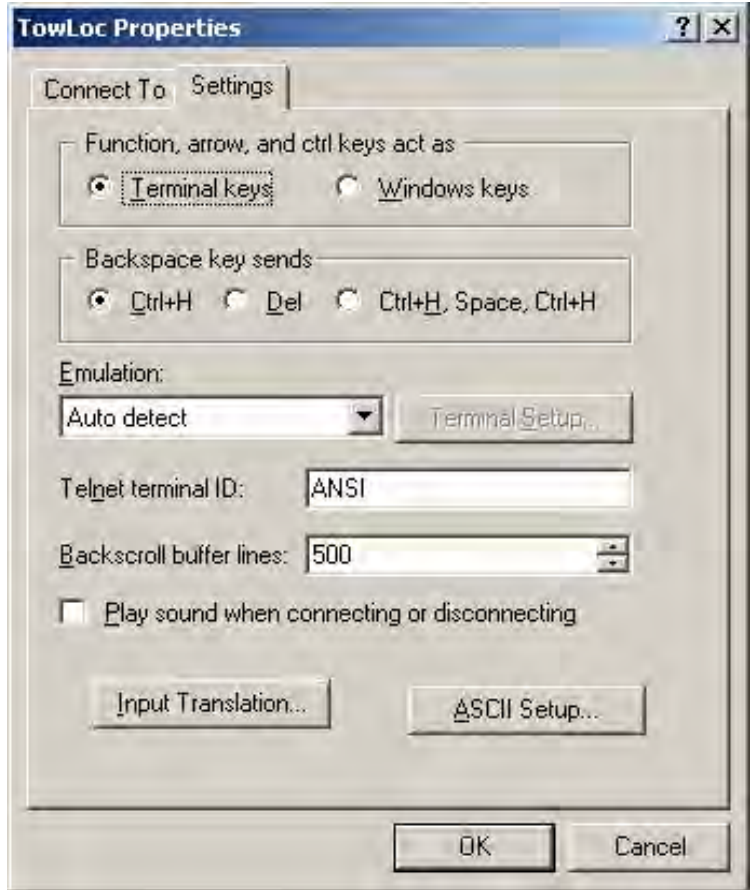 TowLoc Properties
Connect To Settings
Function, arrow, and ctrl keys act as
Terminal keys Windows keys
Backspace key sends
Ctrl+H Del Ctrl+H, Space, Ctrl+H
Emulation:
Auto detect Terminal Setup...
Telnet terminal ID: ANSI
Backscroll buffer lines: 500
Play sound when connecting or disconnecting
Input Translation... ASCII Setup...
OK Cancel